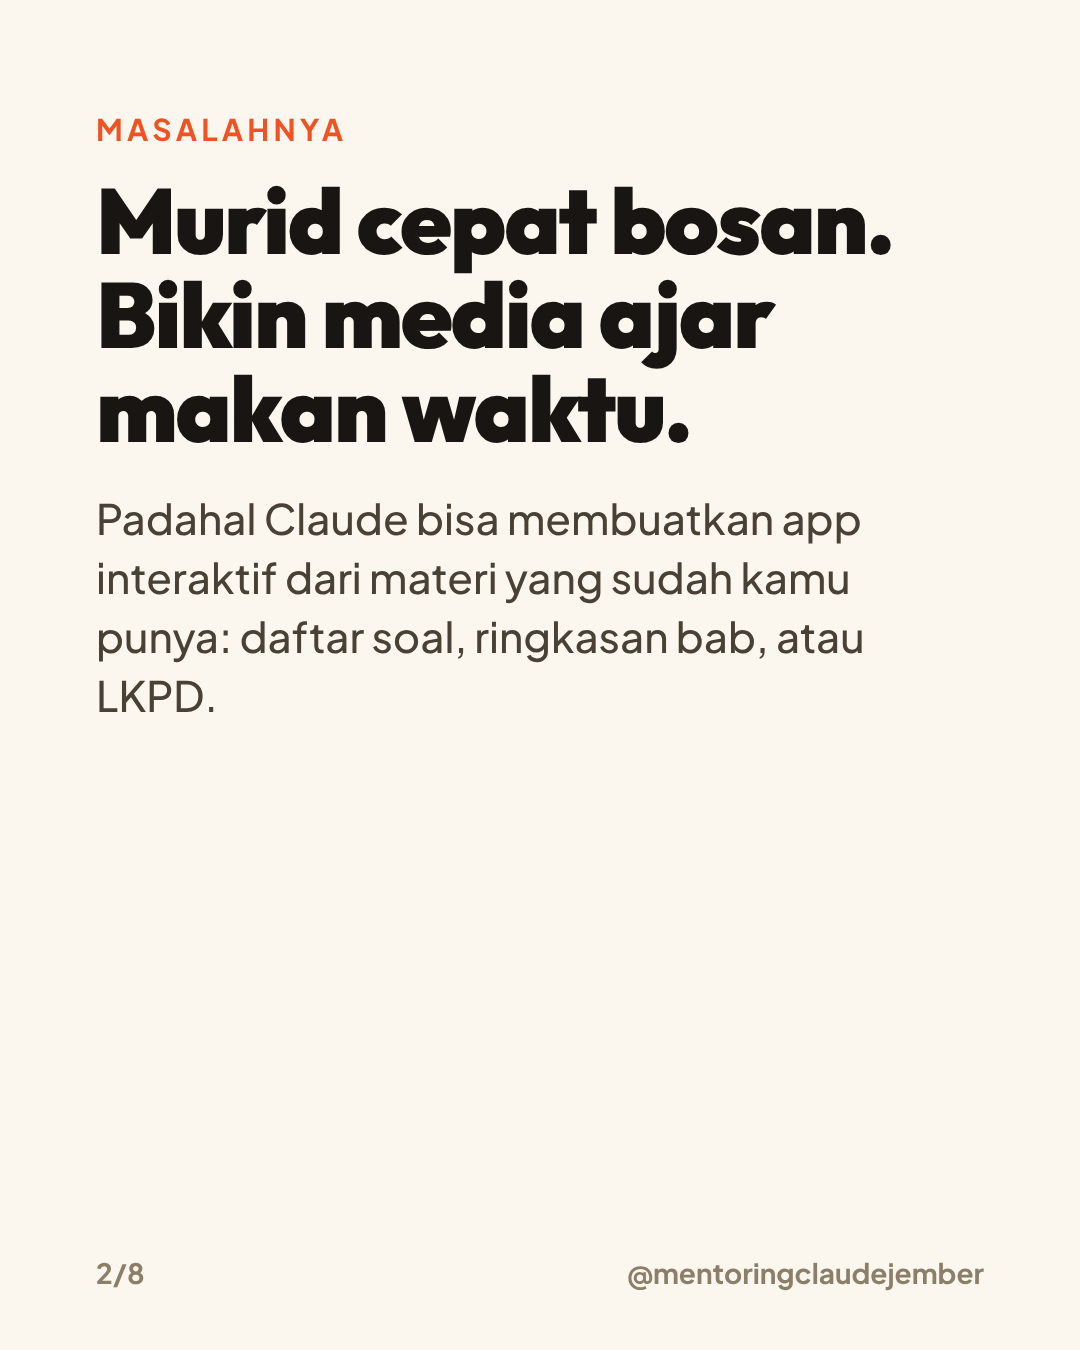 MASALAHNYA
Murid cepat bosan.
Bikin media ajar
makan waktu.
Padahal Claude bisa membuatkan app
interaktif dari materi yang sudah kamu
punya: daftar soal, ringkasan bab, atau
LKPD.
2/8
@mentoringclaudejember